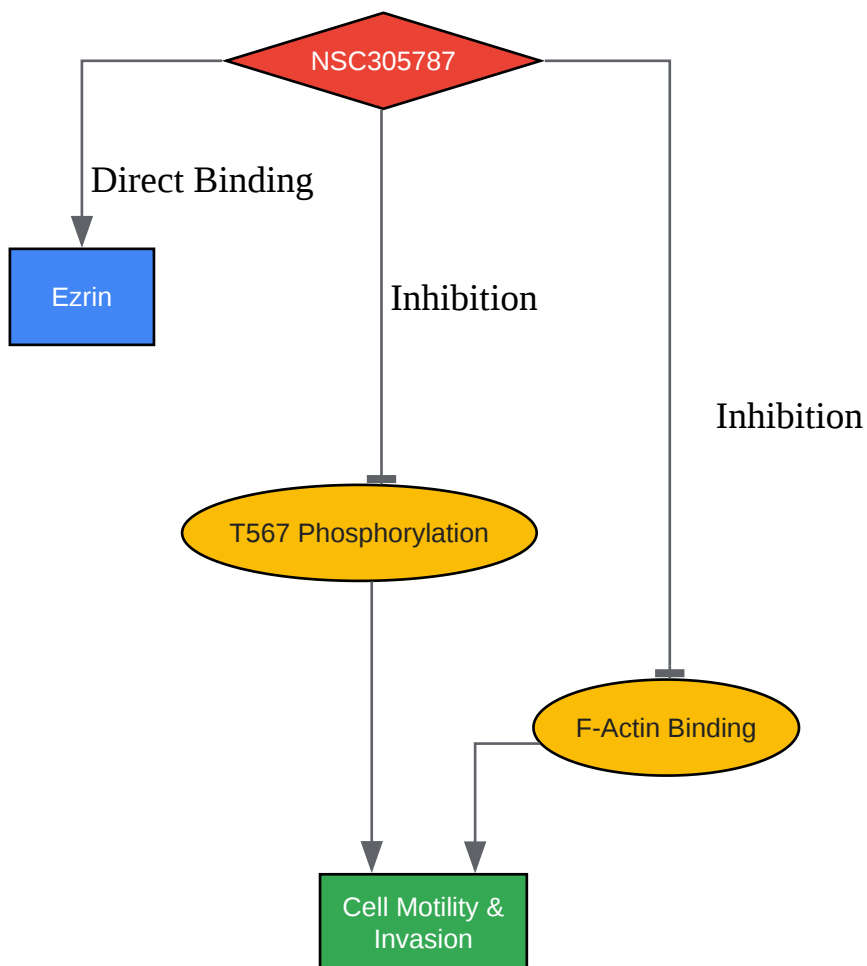 NSC305787
Direct Binding
Ezrin
Inhibition
Inhibition
T567 Phosphorylation
F-Actin Binding
Cell Motility &
Invasion